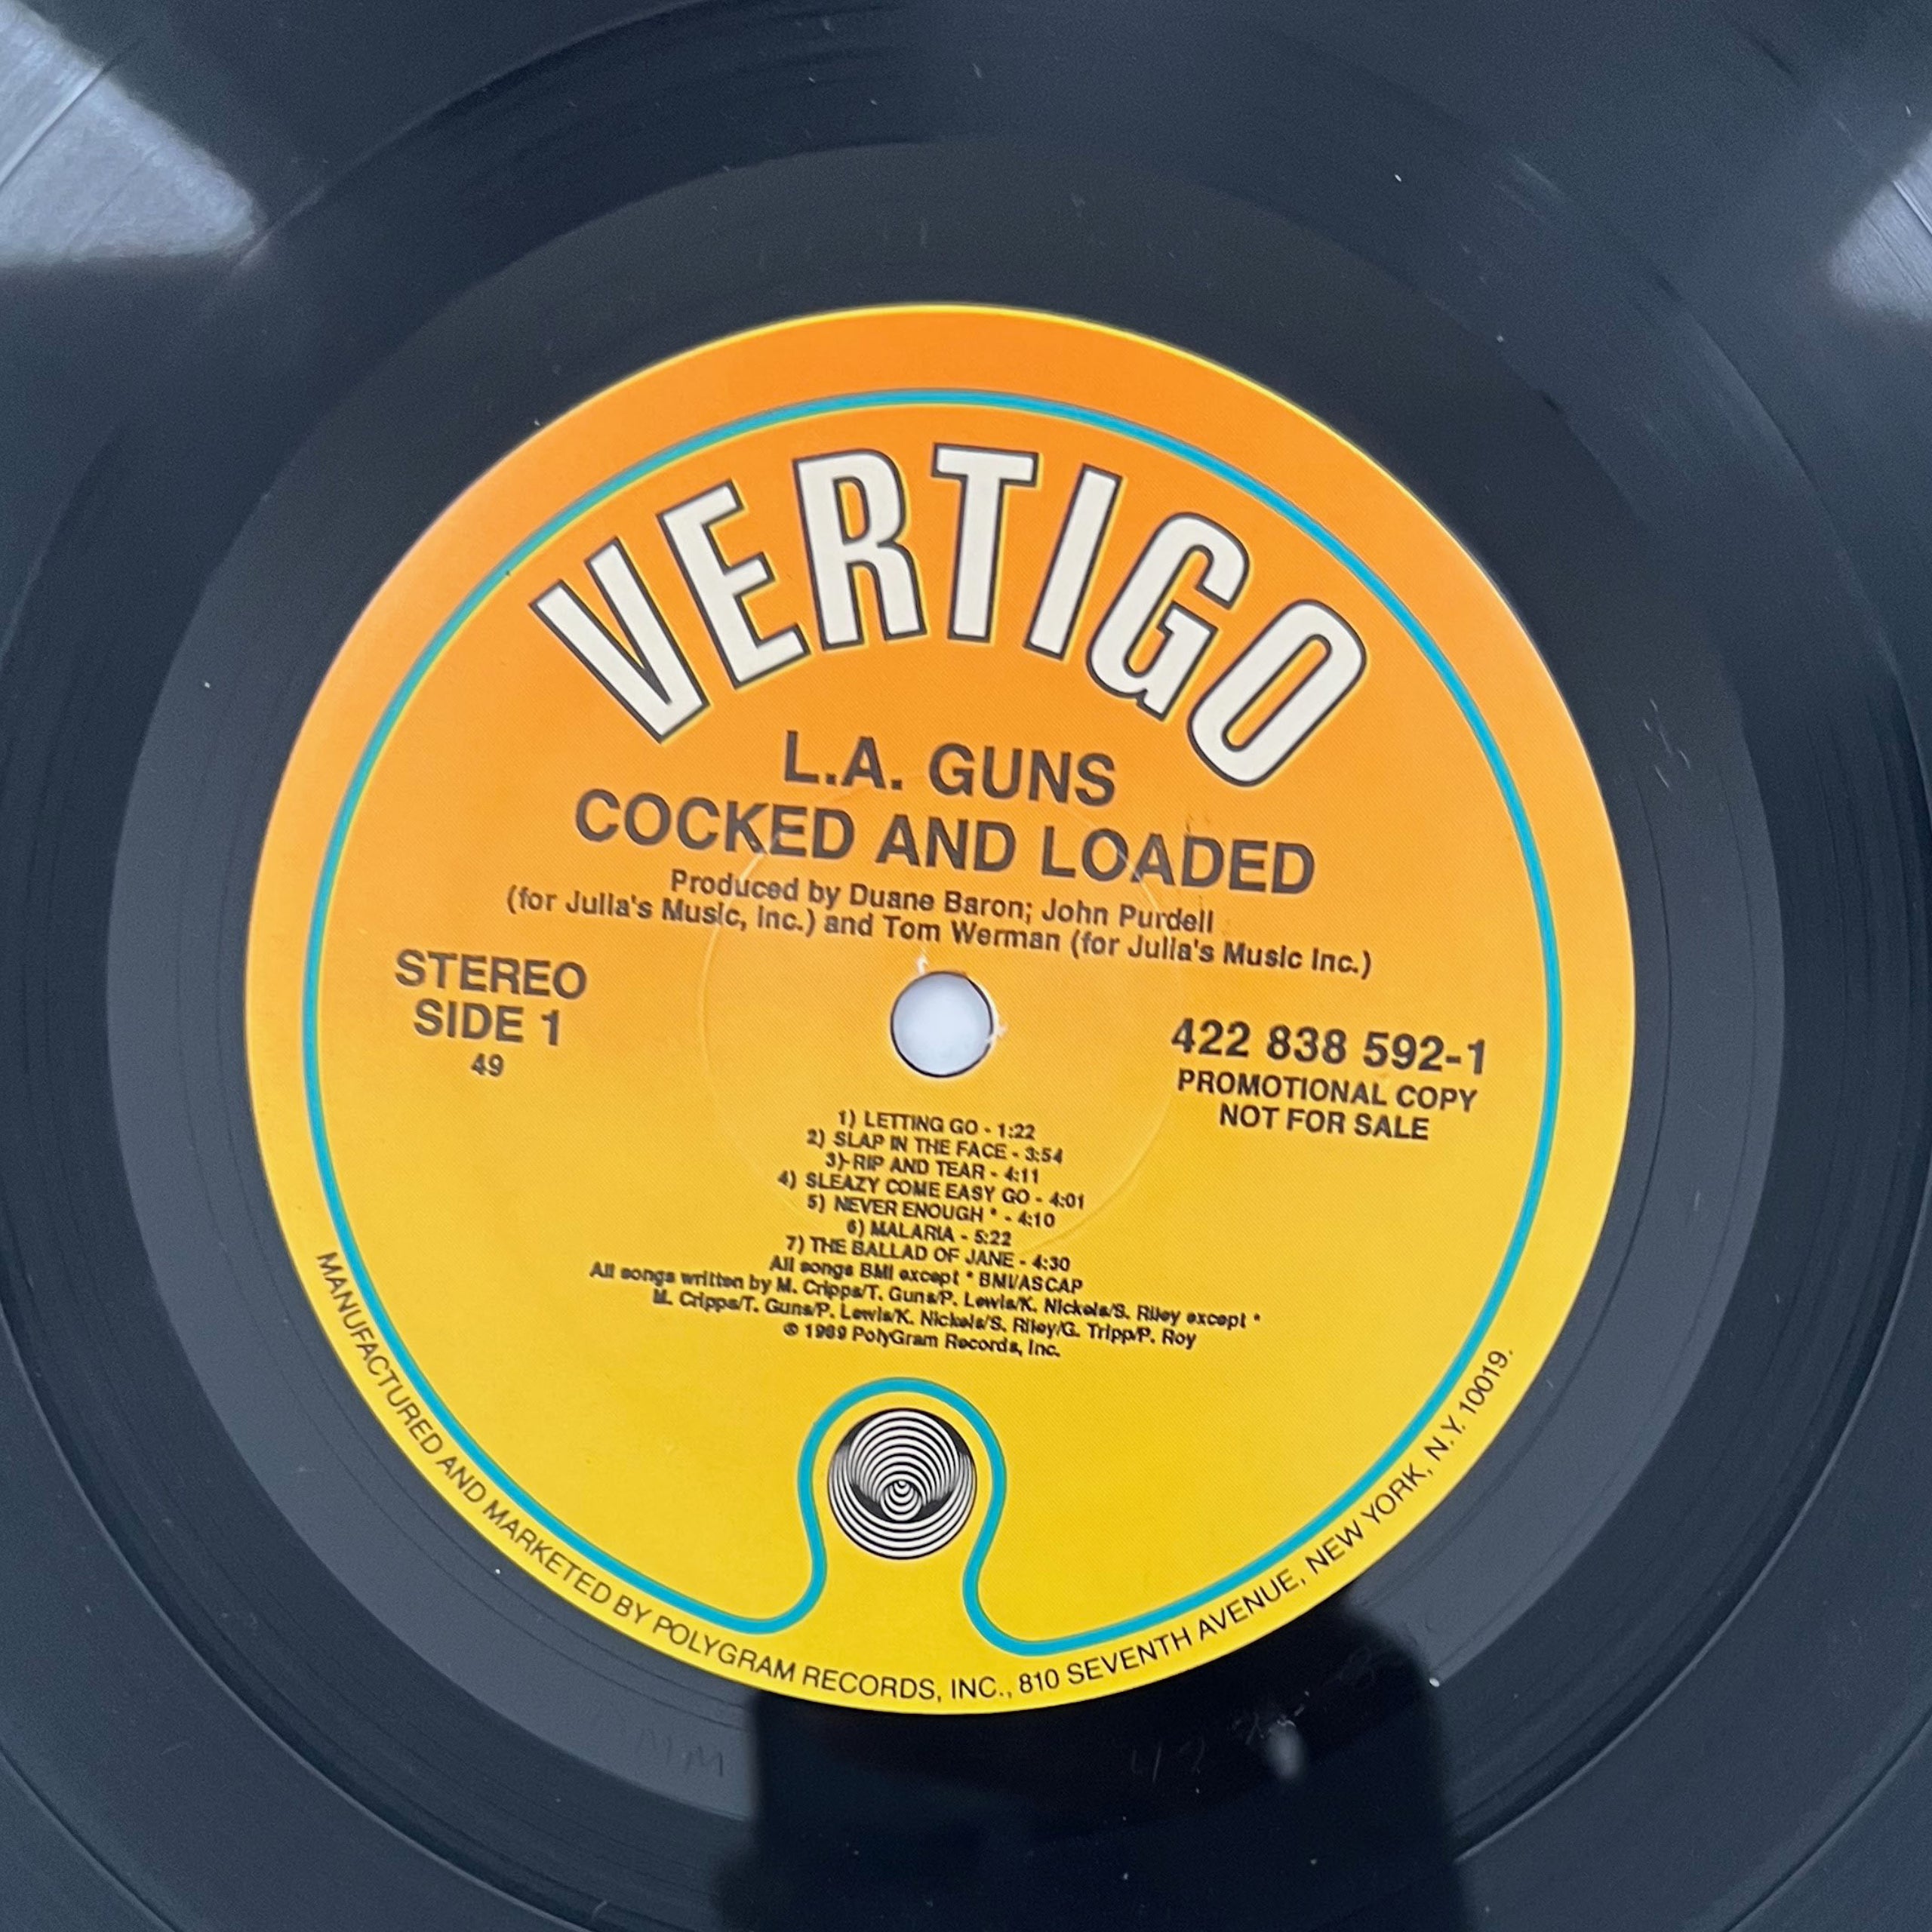 VERTIGO
L.A. GUNS
COCKED AND LOADED
Produced by Duane Baron; John Purdell
(for Julia's Music, Inc.) and Tom Werman (for Julia's Music Inc.)
STEREO
SIDE 1
49
422 838 592-1
PROMOTIONAL COPY
NOT FOR SALE
1) LETTING GO - 1:22
2) SLAP IN THE FACE - 3:54
3) RIP AND TEAR - 4:11
4) SLEAZY COME EASY GO - 4:01
5) NEVER ENOUGH * - 4:10
6) MALARIA - 5:22
7) THE BALLAD OF JANE - 4:30
All songs BMI except * BMI/ASCAP
All songs written by M. Cripps/T. Guns/P. Lewis/K. Nickels/S. Riley except *
M. Cripps/T. Guns/P. Lewis/K. Nickels/S. Riley/G. Tripp/P. Roy
℗ 1989 PolyGram Records, Inc.
MANUFACTURED AND MARKETED BY POLYGRAM RECORDS, INC., 810 SEVENTH AVENUE, NEW YORK, N.Y. 10019.